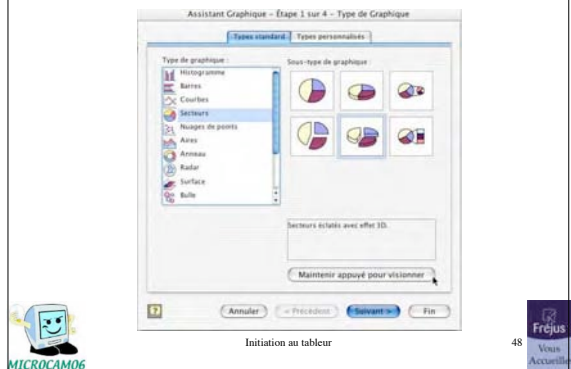 Assistant Graphique – Étape 1 sur 4 – Type de Graphique
Types standard
Types personnalisés
Type de graphique :
Histogramme
Barres
Courbes
Secteurs
Nuages de points
Aires
Anneau
Radar
Surface
Bulle
Sous-type de graphique :
Secteurs éclatés avec effet 3D.
Maintenir appuyé pour visionner
?
Annuler
< Précédent
Suivant >
Fin
MICROCAM06
Initiation au tableur
48
Fréjus
Vous
Accueille